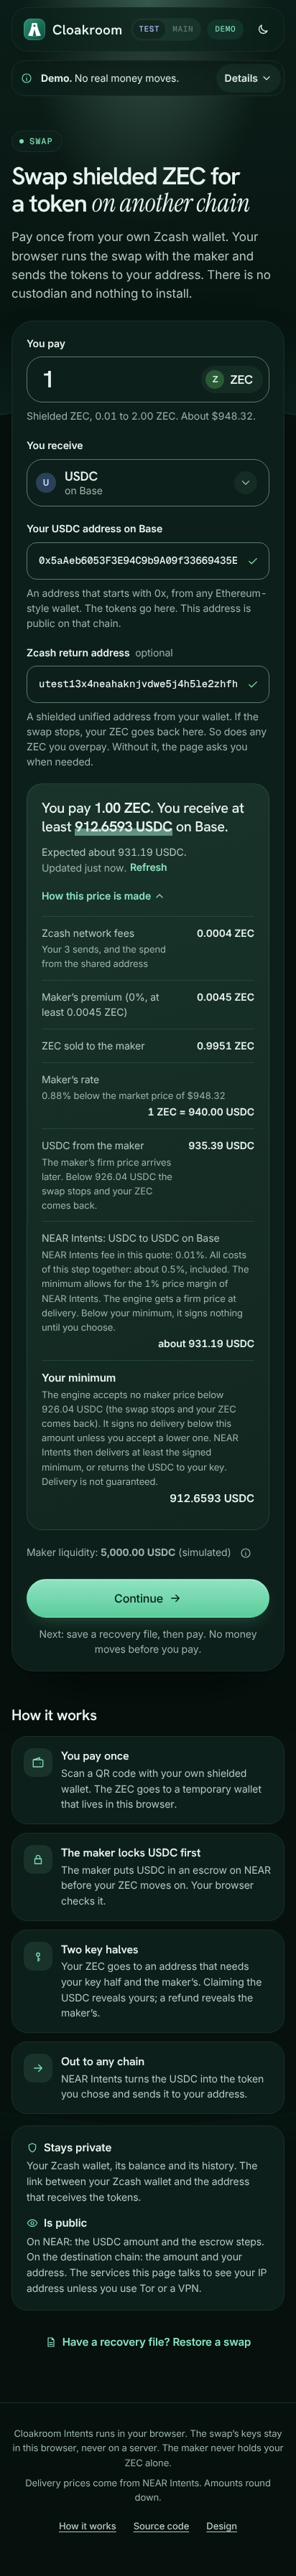 Cloakroom
TEST MAIN
DEMO
Demo. No real money moves.
Details
SWAP
Swap shielded ZEC for
a token on another chain
Pay once from your own Zcash wallet. Your
browser runs the swap with the maker and
sends the tokens to your address. There is no
custodian and nothing to install.
You pay
1
Z ZEC
Shielded ZEC, 0.01 to 2.00 ZEC. About $948.32.
You receive
U USDC
on Base
Your USDC address on Base
0x5aAeb6053F3E94C9b9A09f33669435E
An address that starts with 0x, from any Ethereum-
style wallet. The tokens go here. This address is
public on that chain.
Zcash return address optional
utest13x4neahaknjvdwe5j4h5le2zhfh
A shielded unified address from your wallet. If the
swap stops, your ZEC goes back here. So does any
ZEC you overpay. Without it, the page asks you
when needed.
You pay 1.00 ZEC. You receive at
least 912.6593 USDC on Base.
Expected about 931.19 USDC.
Updated just now. Refresh
How this price is made
Zcash network fees 0.0004 ZEC
Your 3 sends, and the spend
from the shared address
Maker's premium (0%, at 0.0045 ZEC
least 0.0045 ZEC)
ZEC sold to the maker 0.9951 ZEC
Maker's rate
0.88% below the market price of $948.32
1 ZEC = 940.00 USDC
USDC from the maker 935.39 USDC
The maker's firm price arrives
later. Below 926.04 USDC the
swap stops and your ZEC
comes back.
NEAR Intents: USDC to USDC on Base
NEAR Intents fee in this quote: 0.01%. All costs
of this step together: about 0.5%, included. The
minimum allows for the 1% price margin of
NEAR Intents. The engine gets a firm price at
delivery. Below your minimum, it signs nothing
until you choose.
about 931.19 USDC
Your minimum
The engine accepts no maker price below
926.04 USDC (the swap stops and your ZEC
comes back). It signs no delivery below this
amount unless you accept a lower one. NEAR
Intents then delivers at least the signed
minimum, or returns the USDC to your key.
Delivery is not guaranteed.
912.6593 USDC
Maker liquidity: 5,000.00 USDC (simulated)
Continue →
Next: save a recovery file, then pay. No money
moves before you pay.
How it works
You pay once
Scan a QR code with your own shielded
wallet. The ZEC goes to a temporary wallet
that lives in this browser.
The maker locks USDC first
The maker puts USDC in an escrow on NEAR
before your ZEC moves on. Your browser
checks it.
Two key halves
Your ZEC goes to an address that needs
your key half and the maker's. Claiming the
USDC reveals yours; a refund reveals the
maker's.
Out to any chain
NEAR Intents turns the USDC into the token
you chose and sends it to your address.
Stays private
Your Zcash wallet, its balance and its history. The
link between your Zcash wallet and the address
that receives the tokens.
Is public
On NEAR: the USDC amount and the escrow steps.
On the destination chain: the amount and your
address. The services this page talks to see your IP
address unless you use Tor or a VPN.
Have a recovery file? Restore a swap
Cloakroom Intents runs in your browser. The swap's keys stay
in this browser, never on a server. The maker never holds your
ZEC alone.
Delivery prices come from NEAR Intents. Amounts round
down.
How it works Source code Design